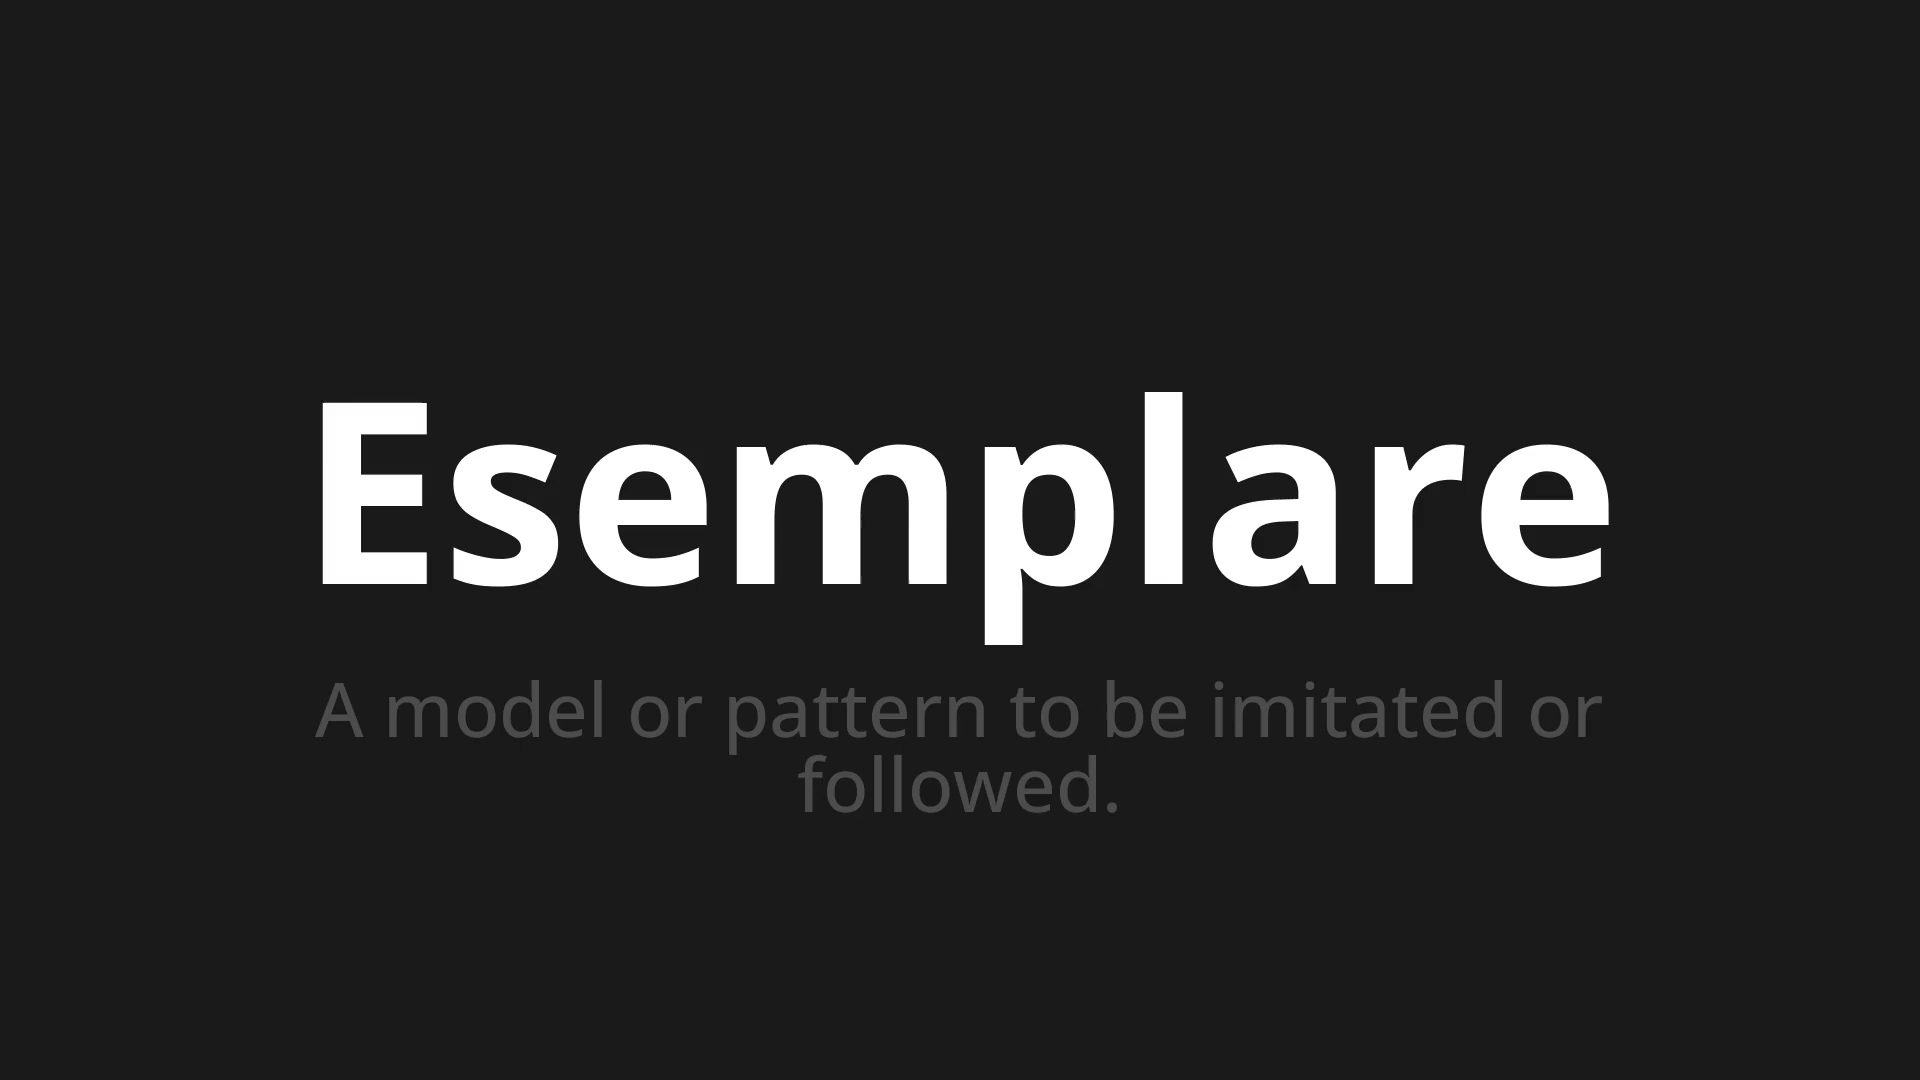 Esemplare
A model or pattern to be imitated or
followed.